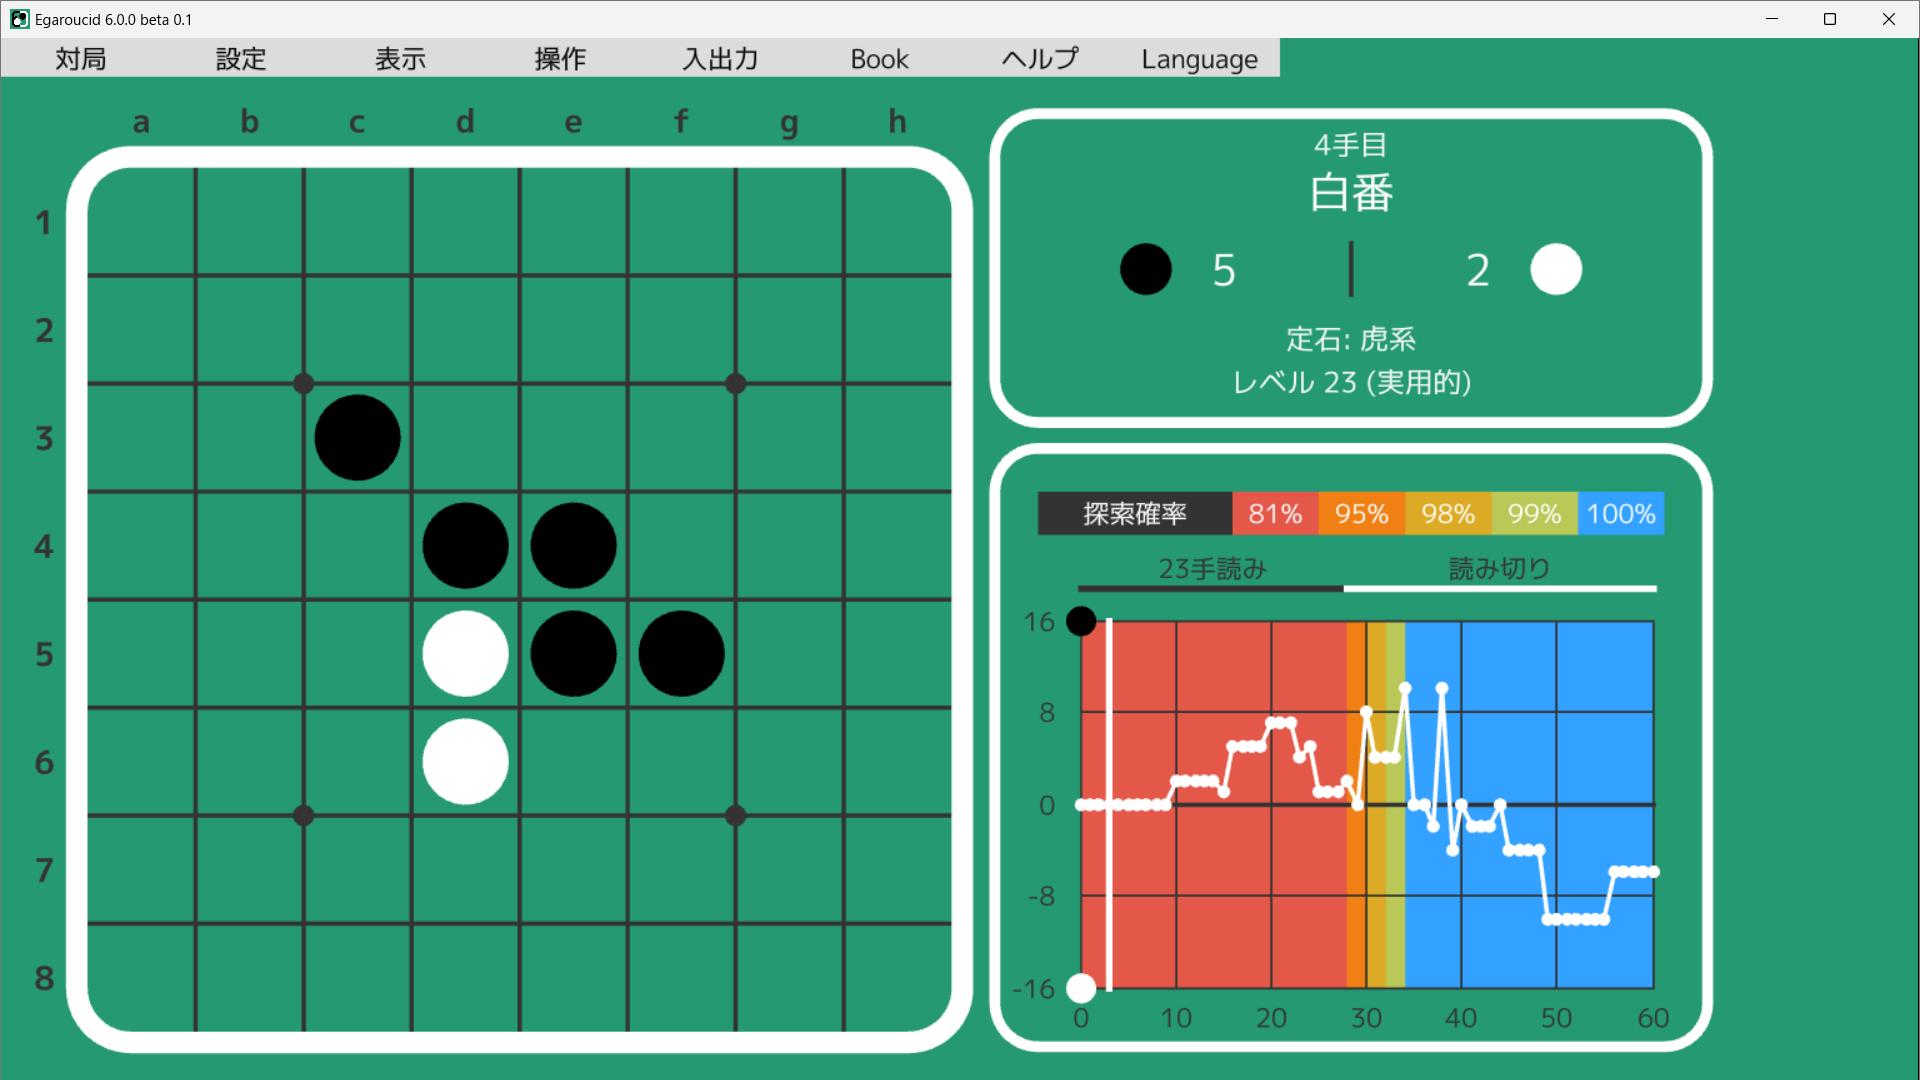 Egaroucid 6.0.0 beta 0.1
対局 設定 表示 操作 入出力 Book ヘルプ Language
a b c d e f g h
1
2
3
4
5
6
7
8
4手目
白番
5 2
定石: 虎系
レベル 23 (実用的)
探索確率 81% 95% 98% 99% 100%
23手読み 読み切り
16
8
0
-8
-16
0 10 20 30 40 50 60